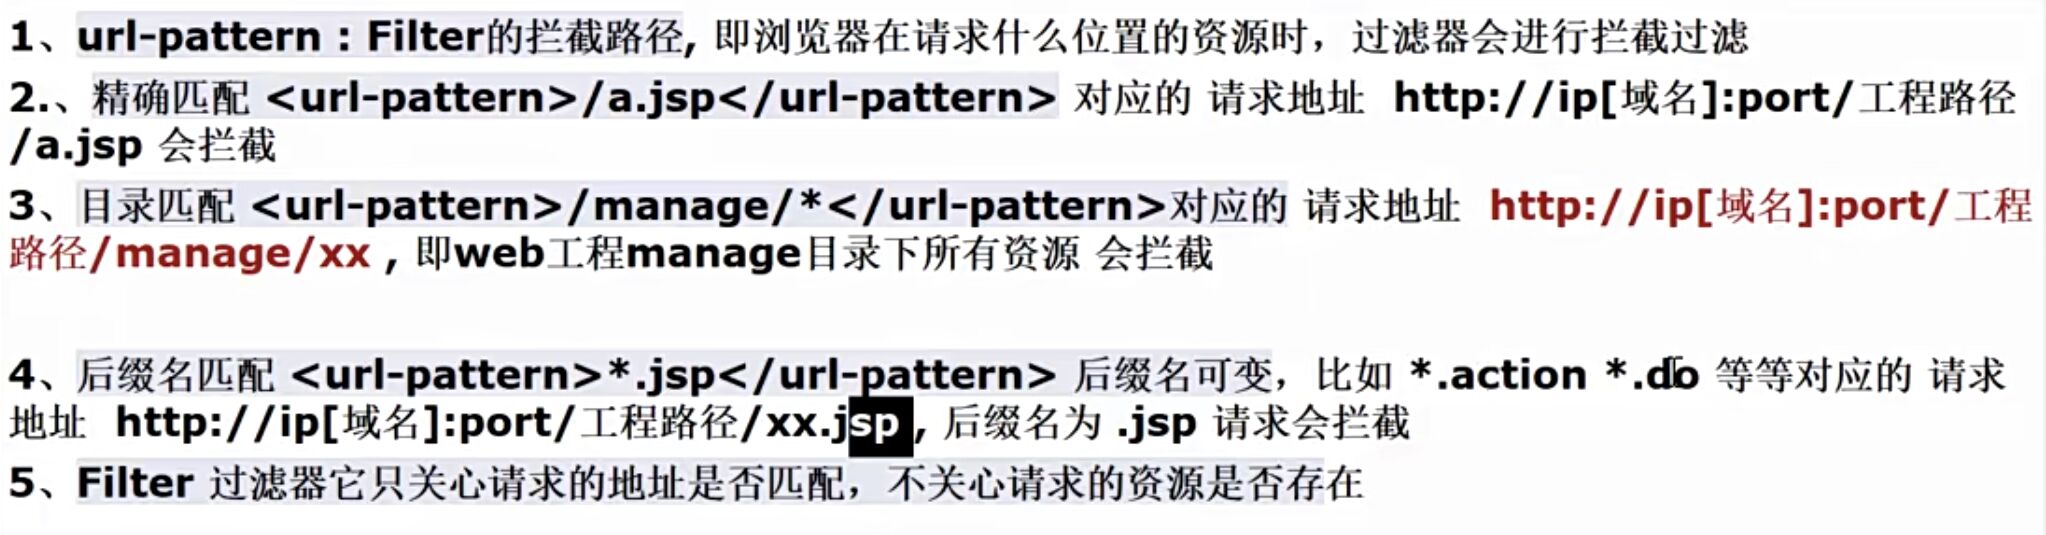 1、url-pattern : Filter的拦截路径, 即浏览器在请求什么位置的资源时，过滤器会进行拦截过滤
2.、精确匹配 <url-pattern>/a.jsp</url-pattern> 对应的 请求地址 http://ip[域名]:port/工程路径
/a.jsp 会拦截
3、目录匹配 <url-pattern>/manage/*</url-pattern>对应的 请求地址 http://ip[域名]:port/工程
路径/manage/xx , 即web工程manage目录下所有资源 会拦截
4、后缀名匹配 <url-pattern>*.jsp</url-pattern> 后缀名可变，比如 *.action *.do 等等对应的 请求
地址 http://ip[域名]:port/工程路径/xx.jsp , 后缀名为 .jsp 请求会拦截
5、Filter 过滤器它只关心请求的地址是否匹配，不关心请求的资源是否存在